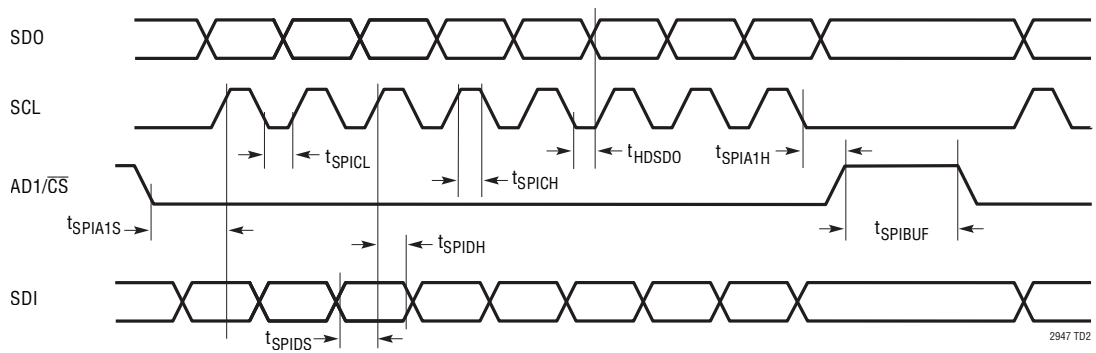 SDO
SCL
tSPICL
tSPICH
tHDSDO
tSPIA1H
AD1/CS
tSPIA1S
tSPIBUF
tSPIDH
SDI
tSPIDS
2947 TD2